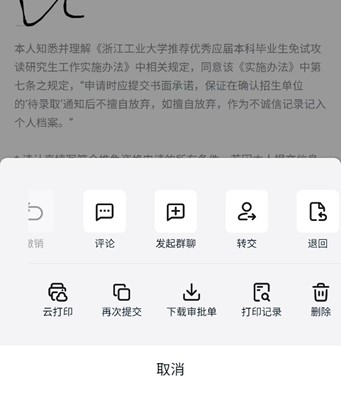 本人知悉并理解《浙江工业大学推荐优秀应届本科毕业生免试攻
读研究生工作实施办法》中相关规定，同意该《实施办法》中第
七条之规定，“申请时应提交书面承诺，保证在确认招生单位
的‘待录取’通知后不擅自放弃，如擅自放弃，作为不诚信记录记入
个人档案。”
撤销
评论
发起群聊
转交
退回
云打印
再次提交
下载审批单
打印记录
删除
取消